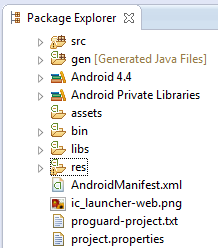 Package Explorer
src
gen [Generated Java Files]
Android 4.4
Android Private Libraries
assets
bin
libs
res
AndroidManifest.xml
ic_launcher-web.png
proguard-project.txt
project.properties